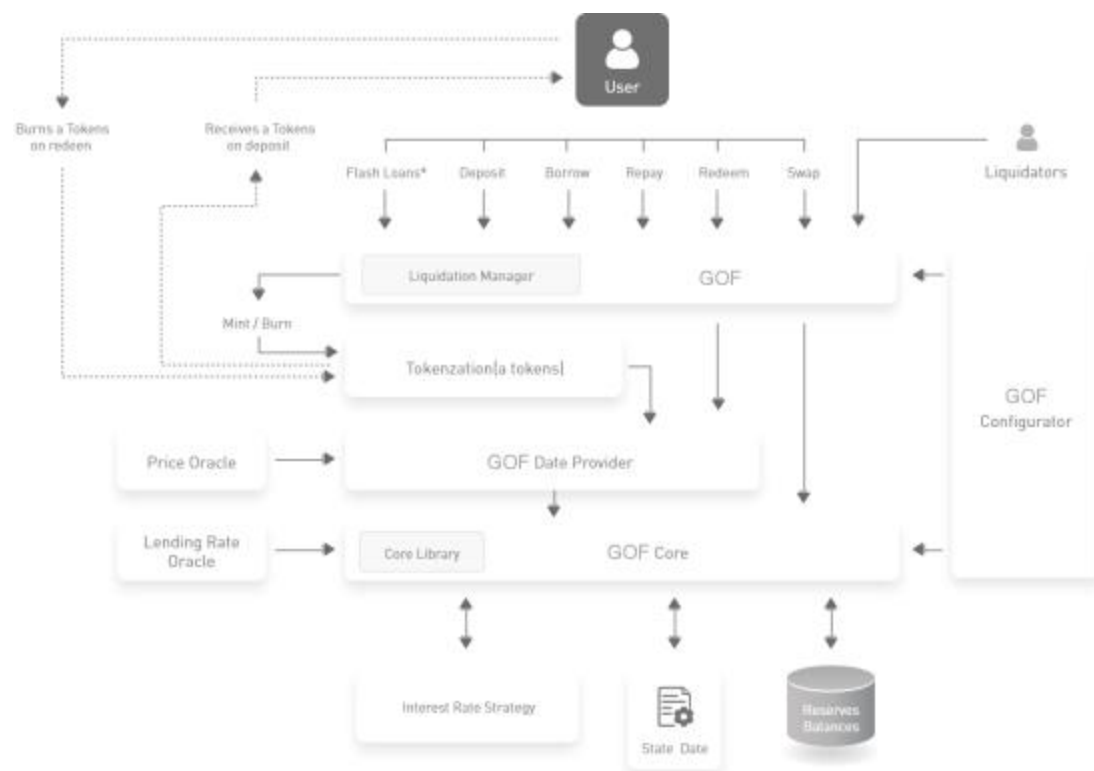 User
Burns a Tokens
on redeen
Receives a Tokens
on deposit
Flash Loans*
Deposit
Borrow
Repay
Redeem
Swap
Liquidators
Liquidation Manager
GOF
Mint / Burn
Tokenzation(a tokens)
GOF
Configurator
Price Oracle
GOF Date Provider
Lending Rate
Oracle
Core Library
GOF Core
Interest Rate Strategy
State Date
Reserves
Balances